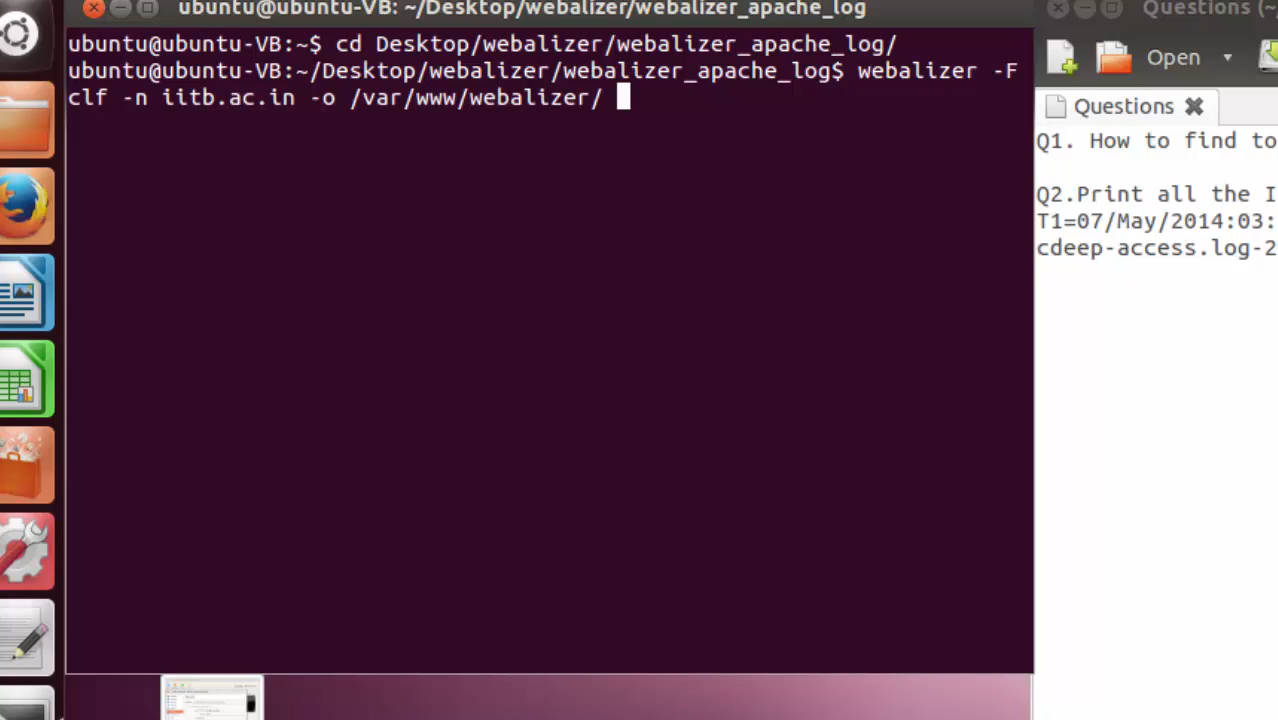 ubuntu@ubuntu-VB: ~/Desktop/webalizer/webalizer_apache_log
ubuntu@ubuntu-VB:~$ cd Desktop/webalizer/webalizer_apache_log/
ubuntu@ubuntu-VB:~/Desktop/webalizer/webalizer_apache_log$ webalizer -F
clf -n iitb.ac.in -o /var/www/webalizer/
Questions (~
Open
Questions
Q1. How to find to
Q2.Print all the I
T1=07/May/2014:03:
cdeep-access.log-2